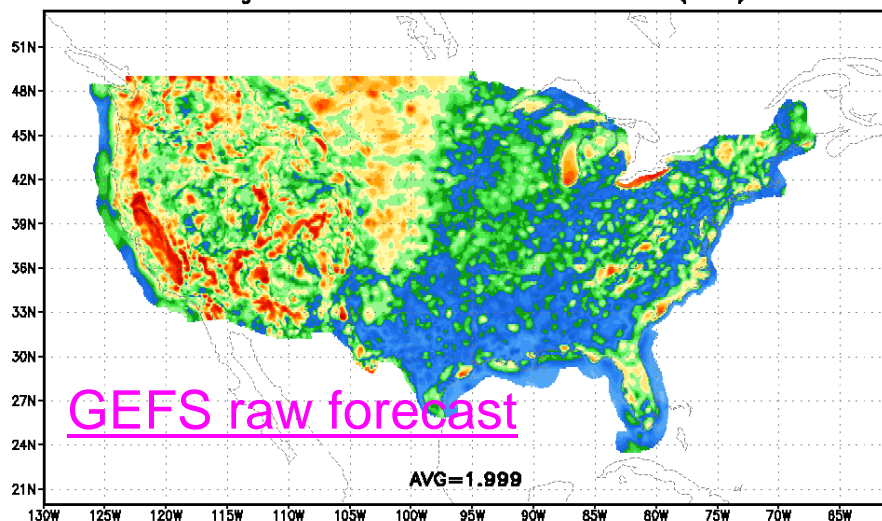 51N
48N
45N
42N
39N
36N
33N
30N
27N
24N
21N
GEFS raw forecast
AVG=1.999
130W 125W 120W 115W 110W 105W 100W 95W 90W 85W 80W 75W 70W 65W